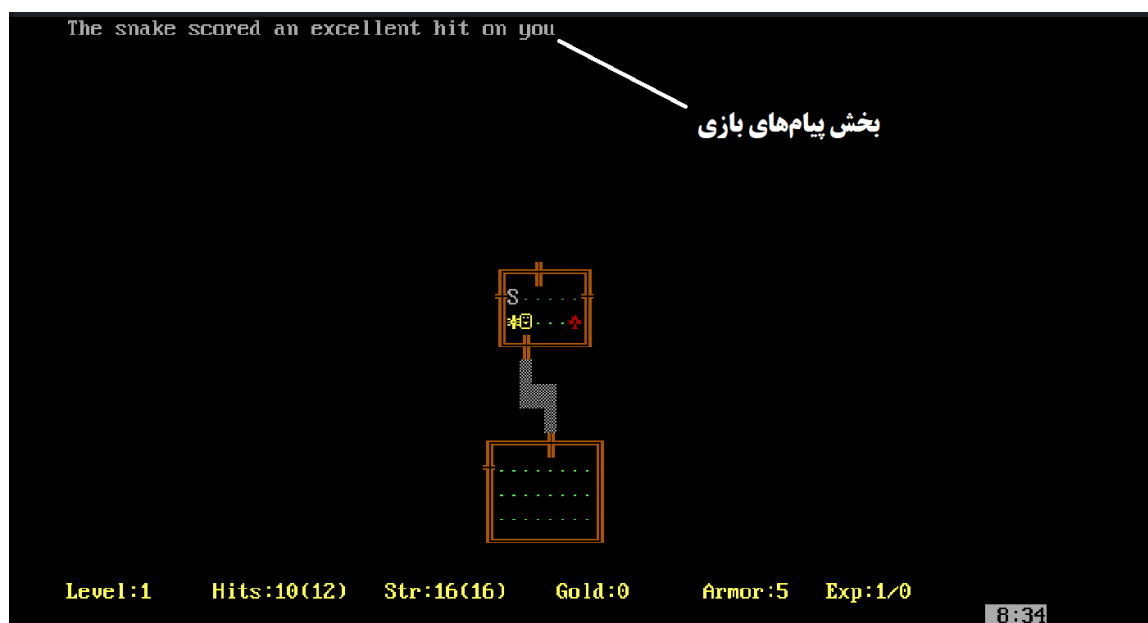 The snake scored an excellent hit on you
بخش پیام‌های بازی
S
Level:1 Hits:10(12) Str:16(16) Gold:0 Armor:5 Exp:1/0
8:34